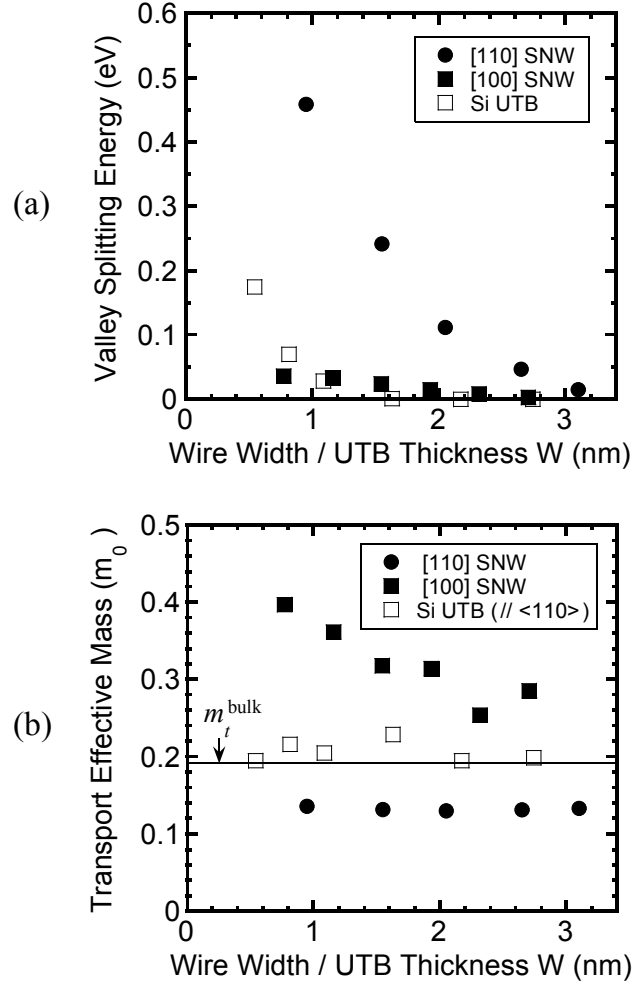 (a)
Valley Splitting Energy (eV)
0.6
0.5
0.4
0.3
0.2
0.1
0
[110] SNW
[100] SNW
Si UTB
0 1 2 3
Wire Width / UTB Thickness W (nm)
(b)
Transport Effective Mass (m_0)
0.5
0.4
0.3
0.2
0.1
0
[110] SNW
[100] SNW
Si UTB ( // <110> )
m_t^bulk
0 1 2 3
Wire Width / UTB Thickness W (nm)